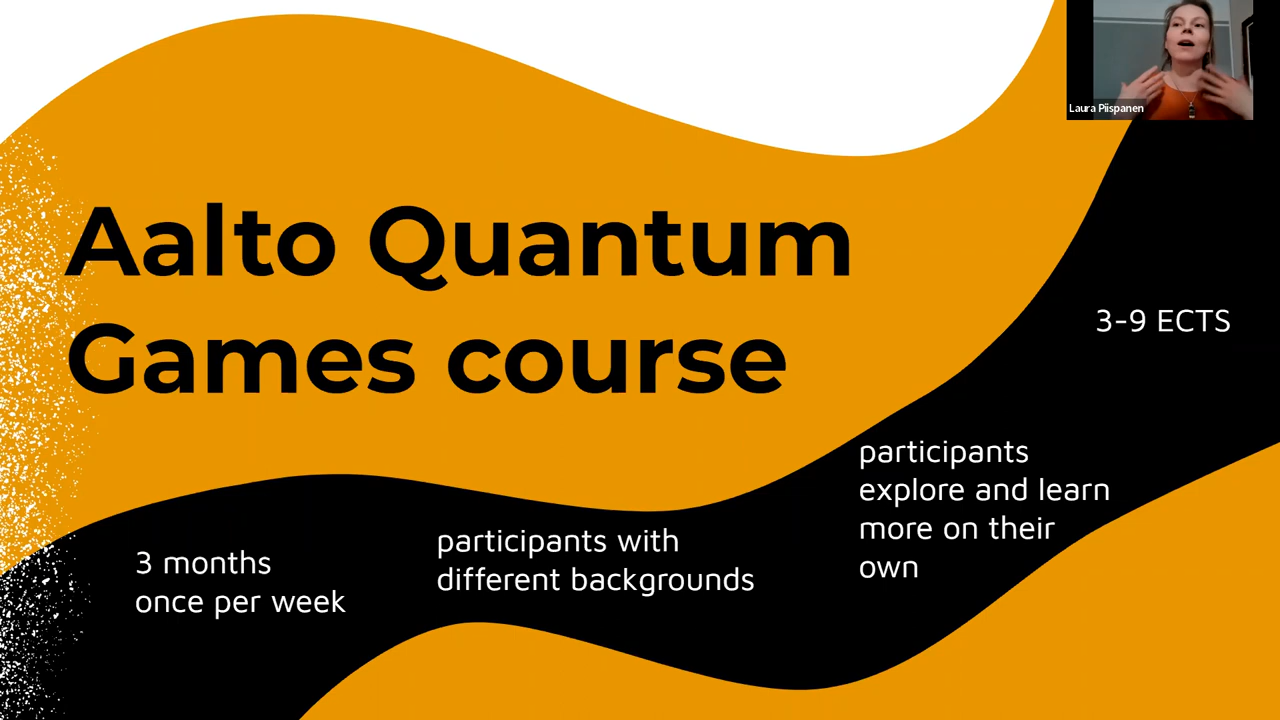 Laura Piispanen
Aalto Quantum
Games course
3-9 ECTS
participants
explore and learn
more on their
own
participants with
different backgrounds
3 months
once per week